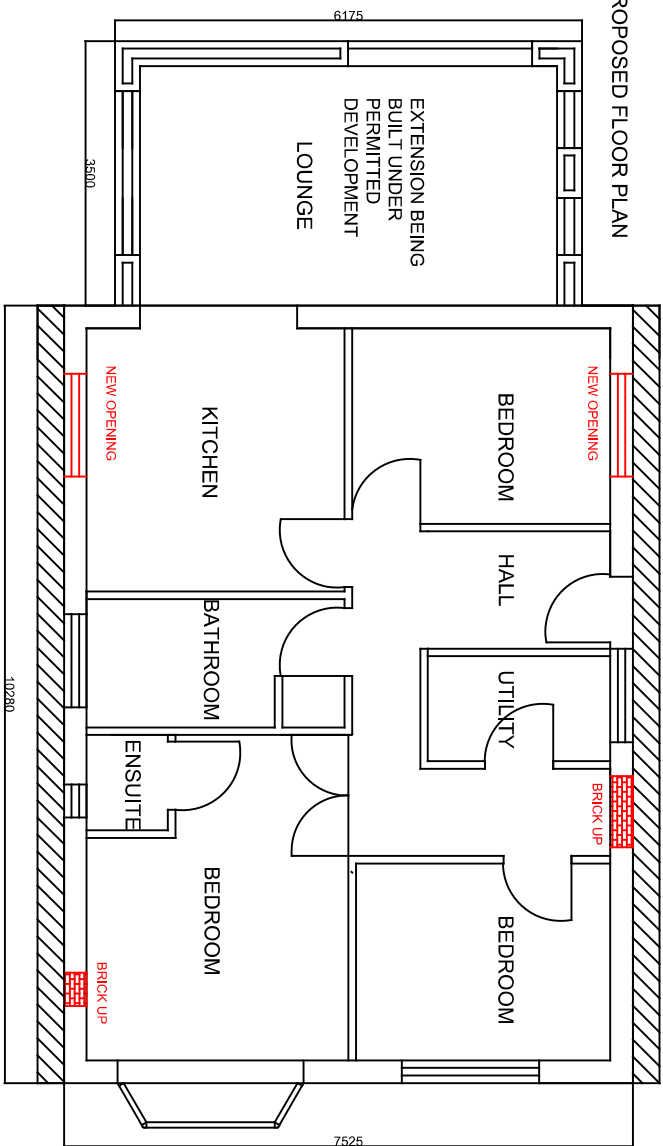 ROPOSED FLOOR PLAN
6175
3500
EXTENSION BEING
BUILT UNDER
PERMITTED
DEVELOPMENT
LOUNGE
NEW OPENING
NEW OPENING
BEDROOM
KITCHEN
HALL
BATHROOM
UTILITY
ENSUITE
BRICK UP
BEDROOM
BEDROOM
BRICK UP
10280
7525